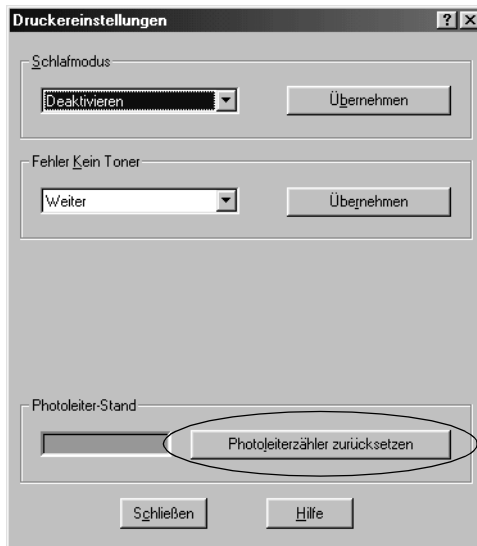 Druckereinstellungen
Schlafmodus
Deaktivieren
Übernehmen
Fehler Kein Toner
Weiter
Übernehmen
Photoleiter-Stand
Photoleiterzähler zurücksetzen
Schließen
Hilfe